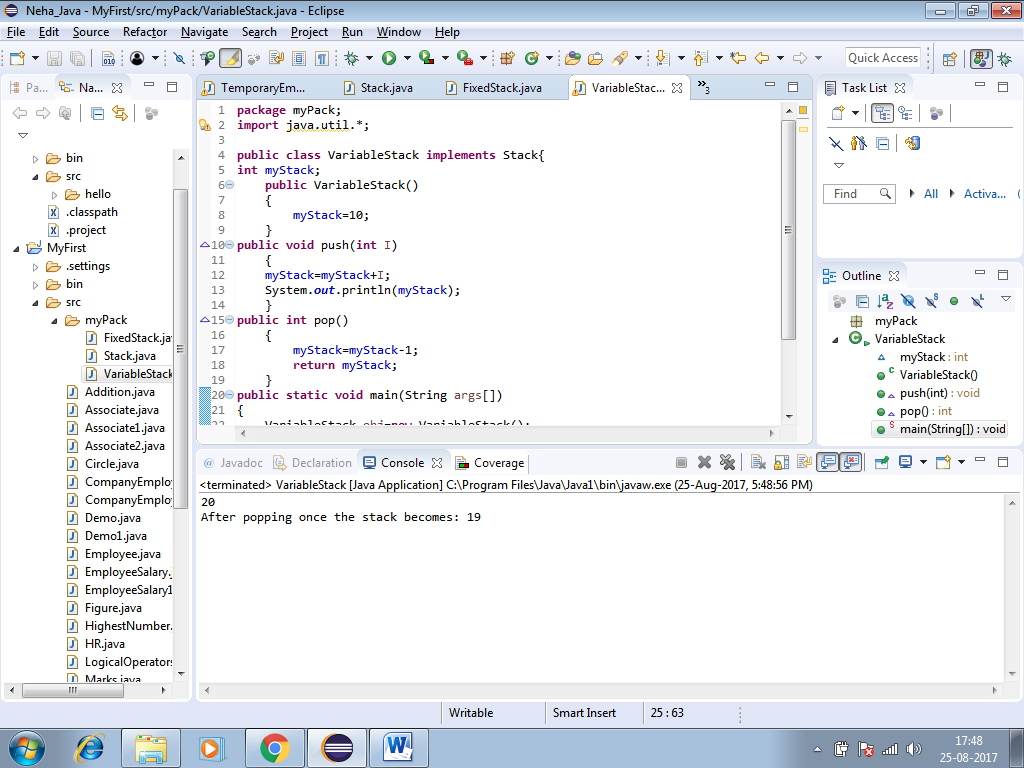 Neha_Java - MyFirst/src/myPack/VariableStack.java - Eclipse
File Edit Source Refactor Navigate Search Project Run Window Help
Quick Access
Pa... Na...
bin
src
hello
.classpath
.project
MyFirst
.settings
bin
src
myPack
FixedStack.ja
Stack.java
VariableStack
Addition.java
Associate.java
Associate1.java
Associate2.java
Circle.java
CompanyEmplo
CompanyEmplo
Demo.java
Demo1.java
Employee.java
EmployeeSalary.
EmployeeSalary1
Figure.java
HighestNumber.
HR.java
LogicalOperators
Marks.java
TemporaryEm... Stack.java FixedStack.java VariableStac... »3
1 package myPack;
2 import java.util.*;
3
4 public class VariableStack implements Stack{
5 int myStack;
6 public VariableStack()
7 {
8 myStack=10;
9 }
10 public void push(int I)
11 {
12 myStack=myStack+I;
13 System.out.println(myStack);
14 }
15 public int pop()
16 {
17 myStack=myStack-1;
18 return myStack;
19 }
20 public static void main(String args[])
21 {
22 VariableStack obj=new VariableStack();
Task List
Find All Activa...
Outline
myPack
VariableStack
myStack : int
VariableStack()
push(int) : void
pop() : int
main(String[]) : void
Javadoc Declaration Console Coverage
<terminated> VariableStack [Java Application] C:\Program Files\Java\Java1\bin\javaw.exe (25-Aug-2017, 5:48:56 PM)
20
After popping once the stack becomes: 19
Writable Smart Insert 25 : 63
17:48
25-08-2017